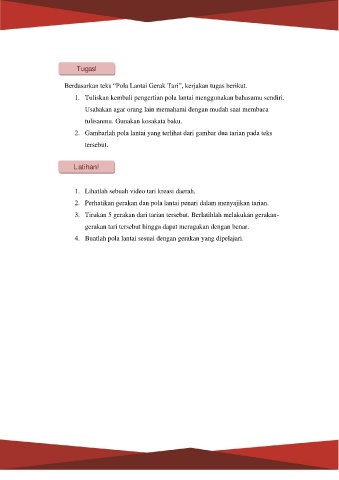 Tugas!
Berdasarkan teks “Pola Lantai Gerak Tari”, kerjakan tugas berikut.
1. Tuliskan kembali pengertian pola lantai menggunakan bahasamu sendiri.
Usahakan agar orang lain memahami dengan mudah saat membaca
tulisanmu. Gunakan kosakata baku.
2. Gambarlah pola lantai yang terlihat dari gambar dua tarian pada teks
tersebut.
Latihan!
1. Lihatlah sebuah video tari kreasi daerah.
2. Perhatikan gerakan dan pola lantai penari dalam menyajikan tarian.
3. Tirukan 5 gerakan dari tarian tersebut. Berlatihlah melakukan gerakan-
gerakan tari tersebut hingga dapat meragakan dengan benar.
4. Buatlah pola lantai sesuai dengan gerakan yang dipelajari.